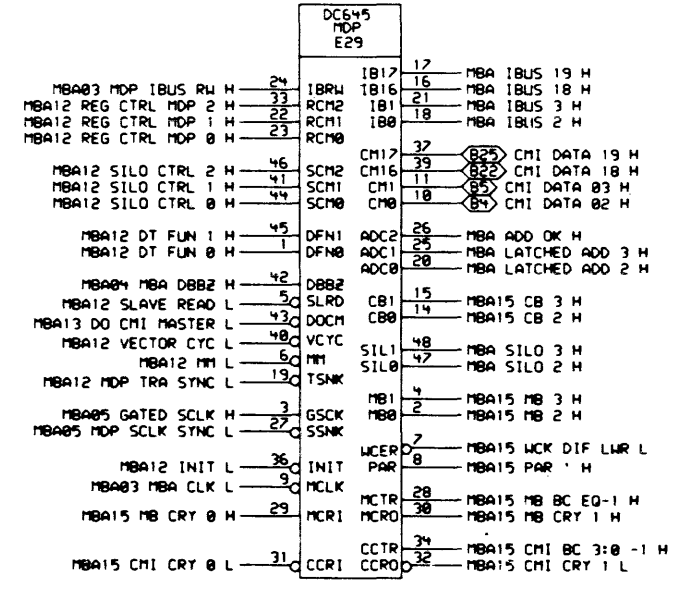 DC645
MDP
E29
IB17 17 MBA IBUS 19 H
MBA03 MDP IBUS RW H 24 IBRW IB16 16 MBA IBUS 18 H
MBA12 REG CTRL MDP 2 H 33 RCM2 IB1 21 MBA IBUS 3 H
MBA12 REG CTRL MDP 1 H 22 RCM1 IB0 18 MBA IBUS 2 H
MBA12 REG CTRL MDP 0 H 23 RCM0
CM17 37 B25 CMI DATA 19 H
MBA12 SILO CTRL 2 H 46 SCM2 CM16 39 B22 CMI DATA 18 H
MBA12 SILO CTRL 1 H 41 SCM1 CM1 11 B5 CMI DATA 03 H
MBA12 SILO CTRL 0 H 44 SCM0 CM0 10 B4 CMI DATA 02 H
MBA12 DT FUN 1 H 45 DFN1 ADC2 26 MBA ADD OK H
MBA12 DT FUN 0 H 1 DFN0 ADC1 25 MBA LATCHED ADD 3 H
ADC0 20 MBA LATCHED ADD 2 H
MBA04 MBA DBBZ H 42 DBBZ
MBA12 SLAVE READ L 5 SLRD CB1 15 MBA15 CB 3 H
MBA13 DO CMI MASTER L 43 DOCM CB0 14 MBA15 CB 2 H
MBA12 VECTOR CYC L 40 VCYC
MBA12 MM L 6 MM SIL1 48 MBA SILO 3 H
MBA12 MDP TRA SYNC L 19 TSNK SIL0 47 MBA SILO 2 H
MB1 4 MBA15 MB 3 H
MBA05 GATED SCLK H 3 GSCK MB0 2 MBA15 MB 2 H
MBA05 MDP SCLK SYNC L 27 SSNK
WCER 7 MBA15 WCK DIF LWR L
MBA12 INIT L 36 INIT PAR 8 MBA15 PAR ' H
MBA03 MBA CLK L 9 MCLK
MCTR 28 MBA15 MB BC EQ-1 H
MBA15 MB CRY 0 H 29 MCRI MCRO 30 MBA15 MB CRY 1 H
CCTR 34 MBA15 CMI BC 3:0 -1 H
MBA15 CMI CRY 0 L 31 CCRI CCRO 32 MBA15 CMI CRY 1 L